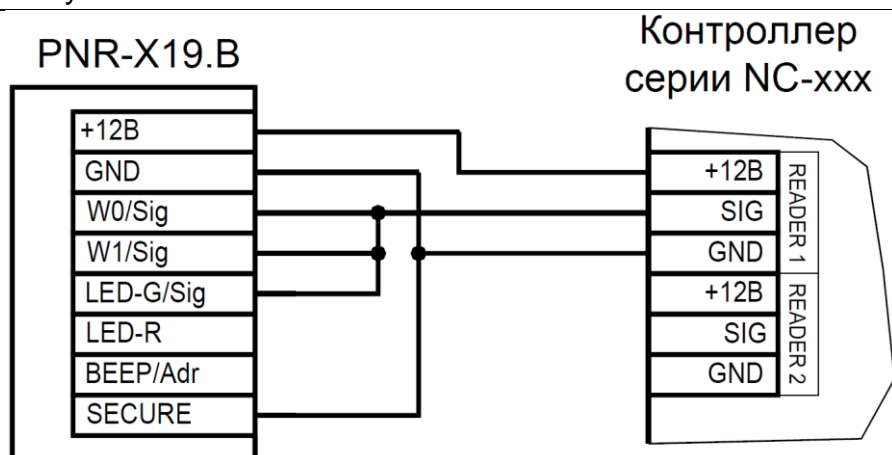 PNR-X19.B
+12В
GND
W0/Sig
W1/Sig
LED-G/Sig
LED-R
BEEP/Adr
SECURE
Контроллер
серии NC-xxx
+12В
SIG
GND
READER 1
+12В
SIG
GND
READER 2